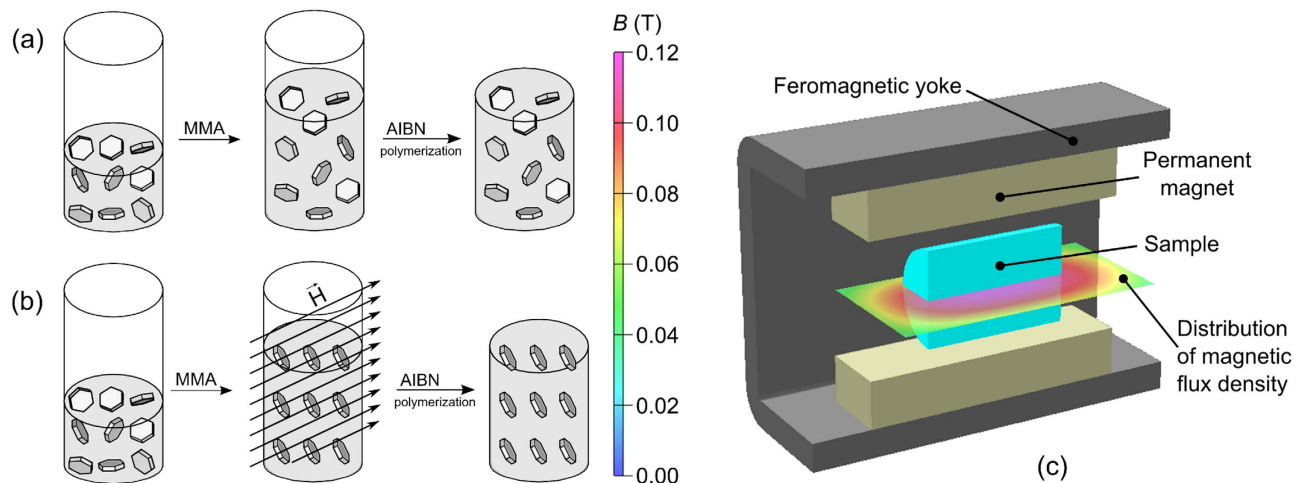 (a)
MMA
AIBN
polymerization
(b)
H
MMA
AIBN
polymerization
B (T)
0.12
0.10
0.08
0.06
0.04
0.02
0.00
Feromagnetic yoke
Permanent
magnet
Sample
Distribution
of magnetic
flux density
(c)